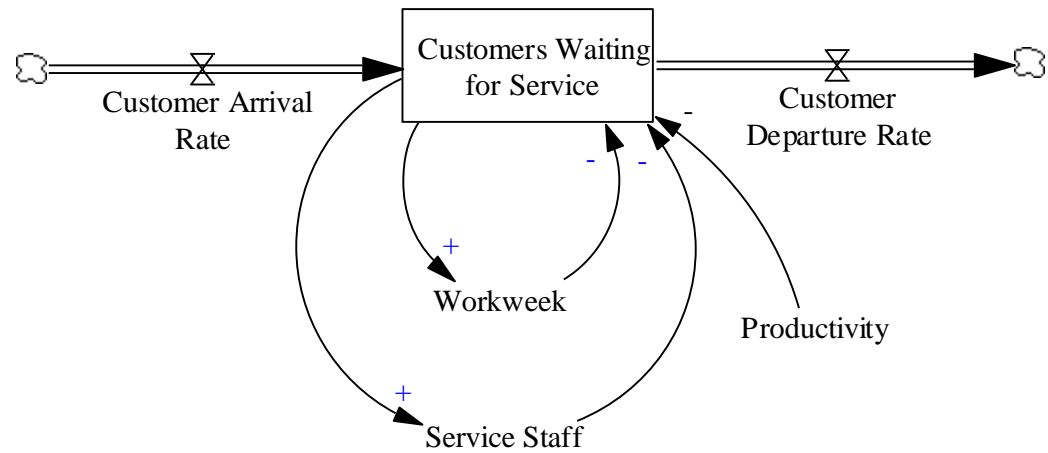 Customers Waiting
for Service
Customer Arrival
Rate
Customer
Departure Rate
-
-
-
+
Workweek
Productivity
+
Service Staff